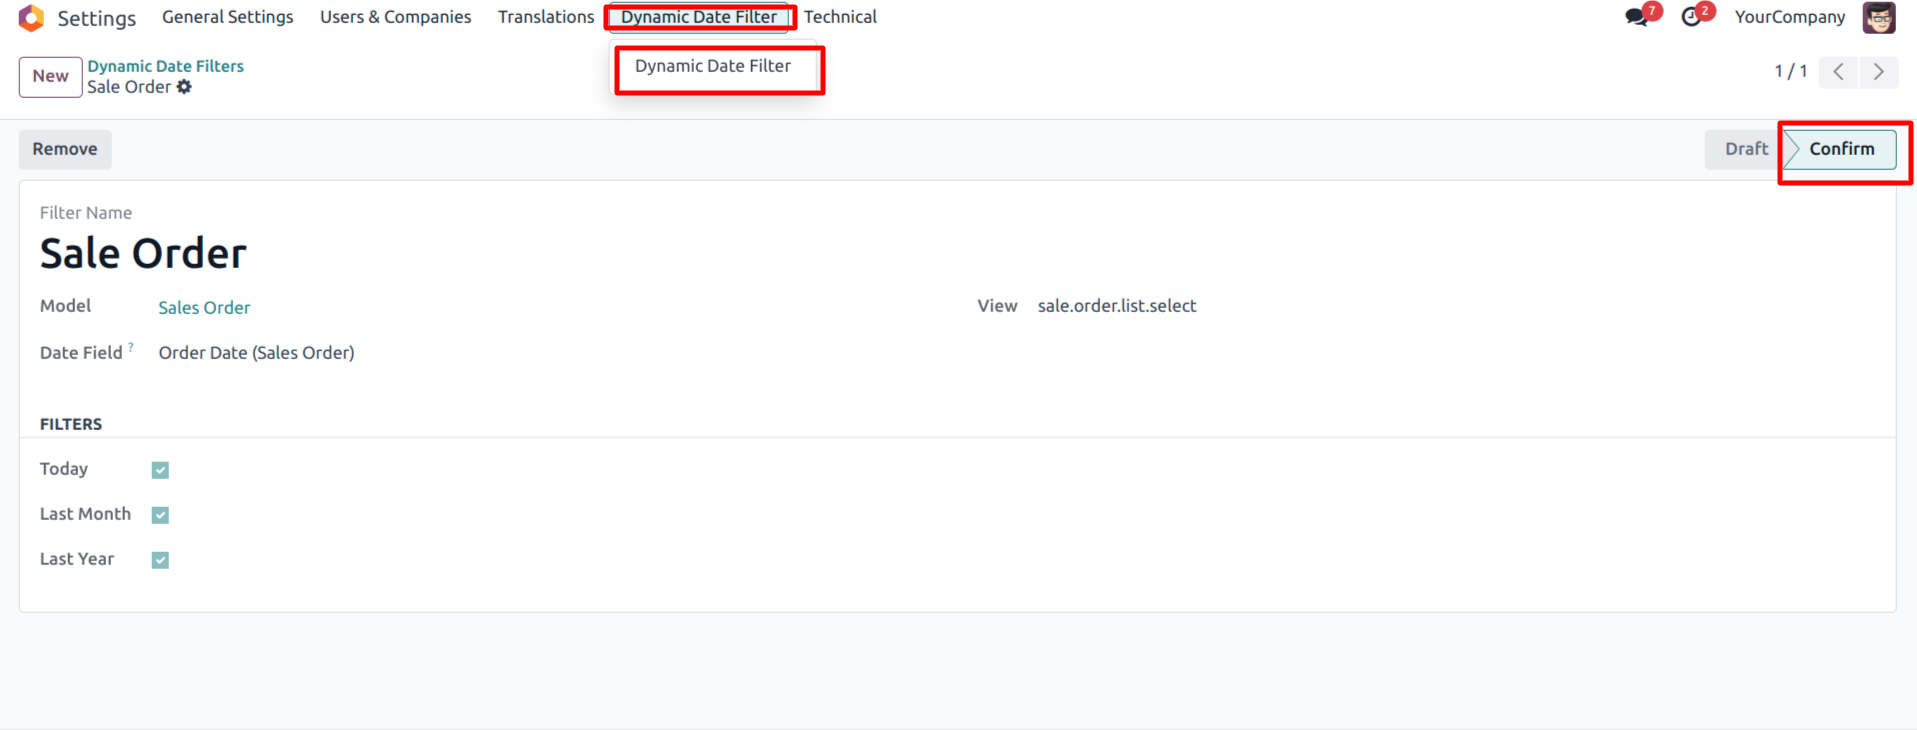 Settings General Settings Users & Companies Translations Dynamic Date Filter Technical 7 2 YourCompany
Dynamic Date Filter
New Dynamic Date Filters 1 / 1
Sale Order
Remove Draft Confirm
Filter Name
Sale Order
Model Sales Order View sale.order.list.select
Date Field ? Order Date (Sales Order)
FILTERS
Today
Last Month
Last Year